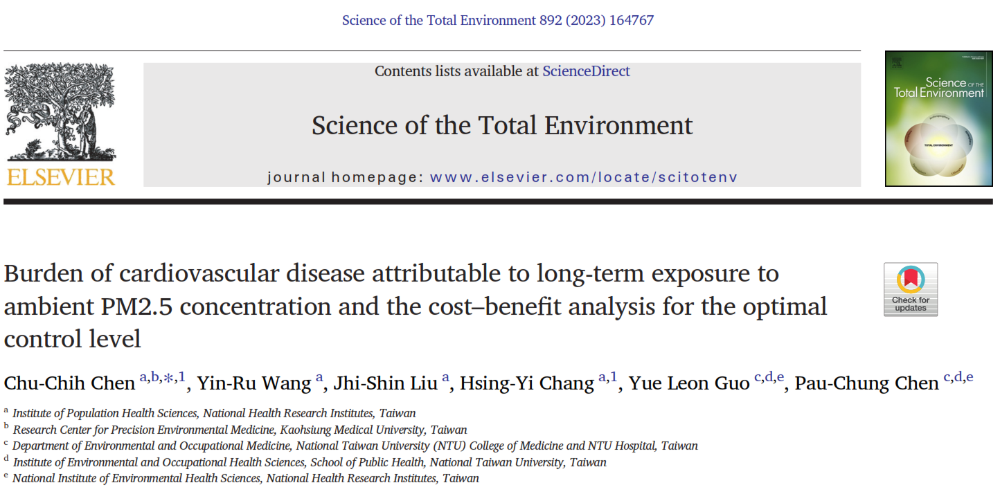 Science of the Total Environment 892 (2023) 164767
Contents lists available at ScienceDirect
Science of the Total Environment
journal homepage: www.elsevier.com/locate/scitotenv
ELSEVIER
Science OF THE
Total Environment
TOTAL ENVIRONMENT
Burden of cardiovascular disease attributable to long-term exposure to
ambient PM2.5 concentration and the cost–benefit analysis for the optimal
control level
Check for
updates
Chu-Chih Chen a,b,*,1, Yin-Ru Wang a, Jhi-Shin Liu a, Hsing-Yi Chang a,1, Yue Leon Guo c,d,e, Pau-Chung Chen c,d,e
a Institute of Population Health Sciences, National Health Research Institutes, Taiwan
b Research Center for Precision Environmental Medicine, Kaohsiung Medical University, Taiwan
c Department of Environmental and Occupational Medicine, National Taiwan University (NTU) College of Medicine and NTU Hospital, Taiwan
d Institute of Environmental and Occupational Health Sciences, School of Public Health, National Taiwan University, Taiwan
e National Institute of Environmental Health Sciences, National Health Research Institutes, Taiwan